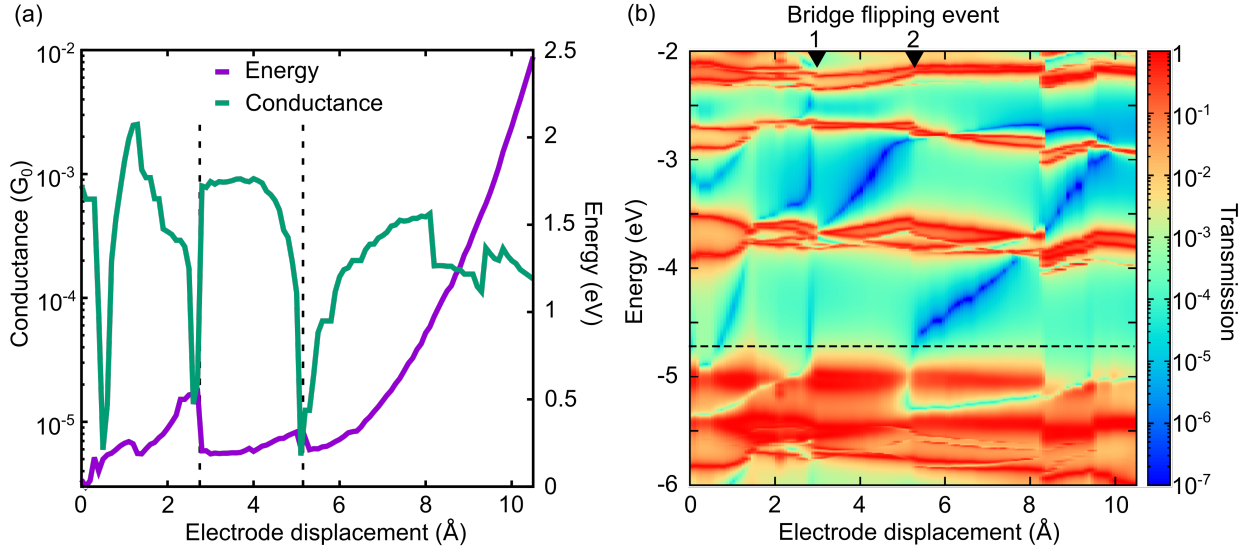 (a)
10⁻²
10⁻³
10⁻⁴
10⁻⁵
Conductance (G₀)
Energy
Conductance
2.5
2
1.5
1
0.5
0
Energy (eV)
0 2 4 6 8 10
Electrode displacement (Å)
(b)
Bridge flipping event
1 2
-2
-3
-4
-5
-6
Energy (eV)
0 2 4 6 8 10
Electrode displacement (Å)
1
10⁻¹
10⁻²
10⁻³
10⁻⁴
10⁻⁵
10⁻⁶
10⁻⁷
Transmission